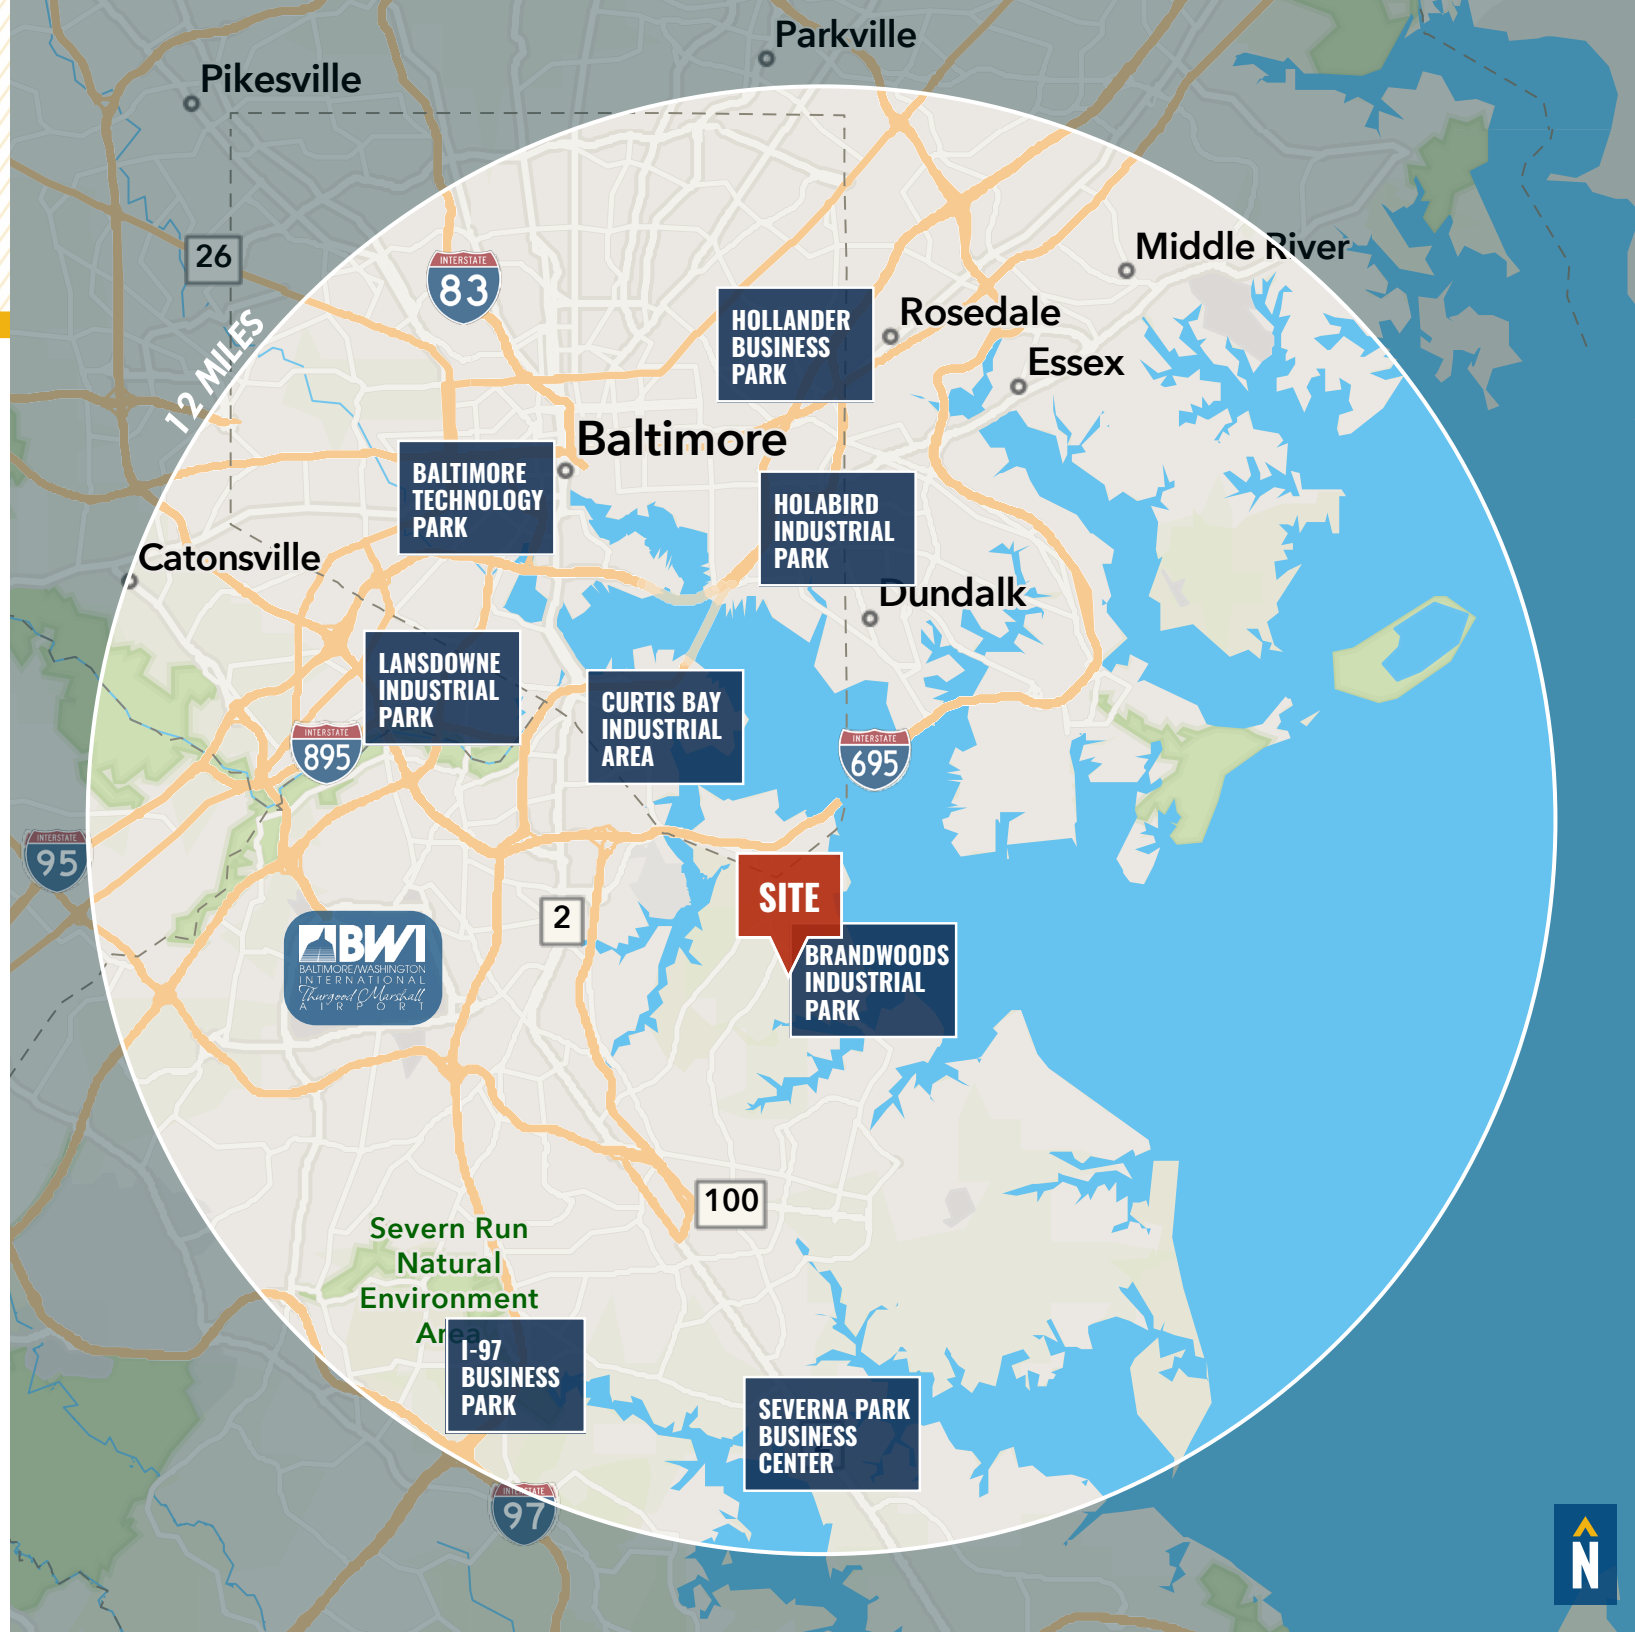 Parkville
Pikesville
26
INTERSTATE
83
Middle River
12 MILES
HOLLANDER
BUSINESS
PARK
Rosedale
Essex
Baltimore
BALTIMORE
TECHNOLOGY
PARK
HOLABIRD
INDUSTRIAL
PARK
Catonsville
Dundalk
LANSDOWNE
INDUSTRIAL
PARK
CURTIS BAY
INDUSTRIAL
AREA
INTERSTATE
895
INTERSTATE
695
INTERSTATE
95
SITE
2
BWI
BALTIMORE/WASHINGTON
INTERNATIONAL
Thurgood Marshall
AIRPORT
BRANDWOODS
INDUSTRIAL
PARK
100
Severn Run
Natural
Environment
Area
I-97
BUSINESS
PARK
SEVERNA PARK
BUSINESS
CENTER
INTERSTATE
97
N